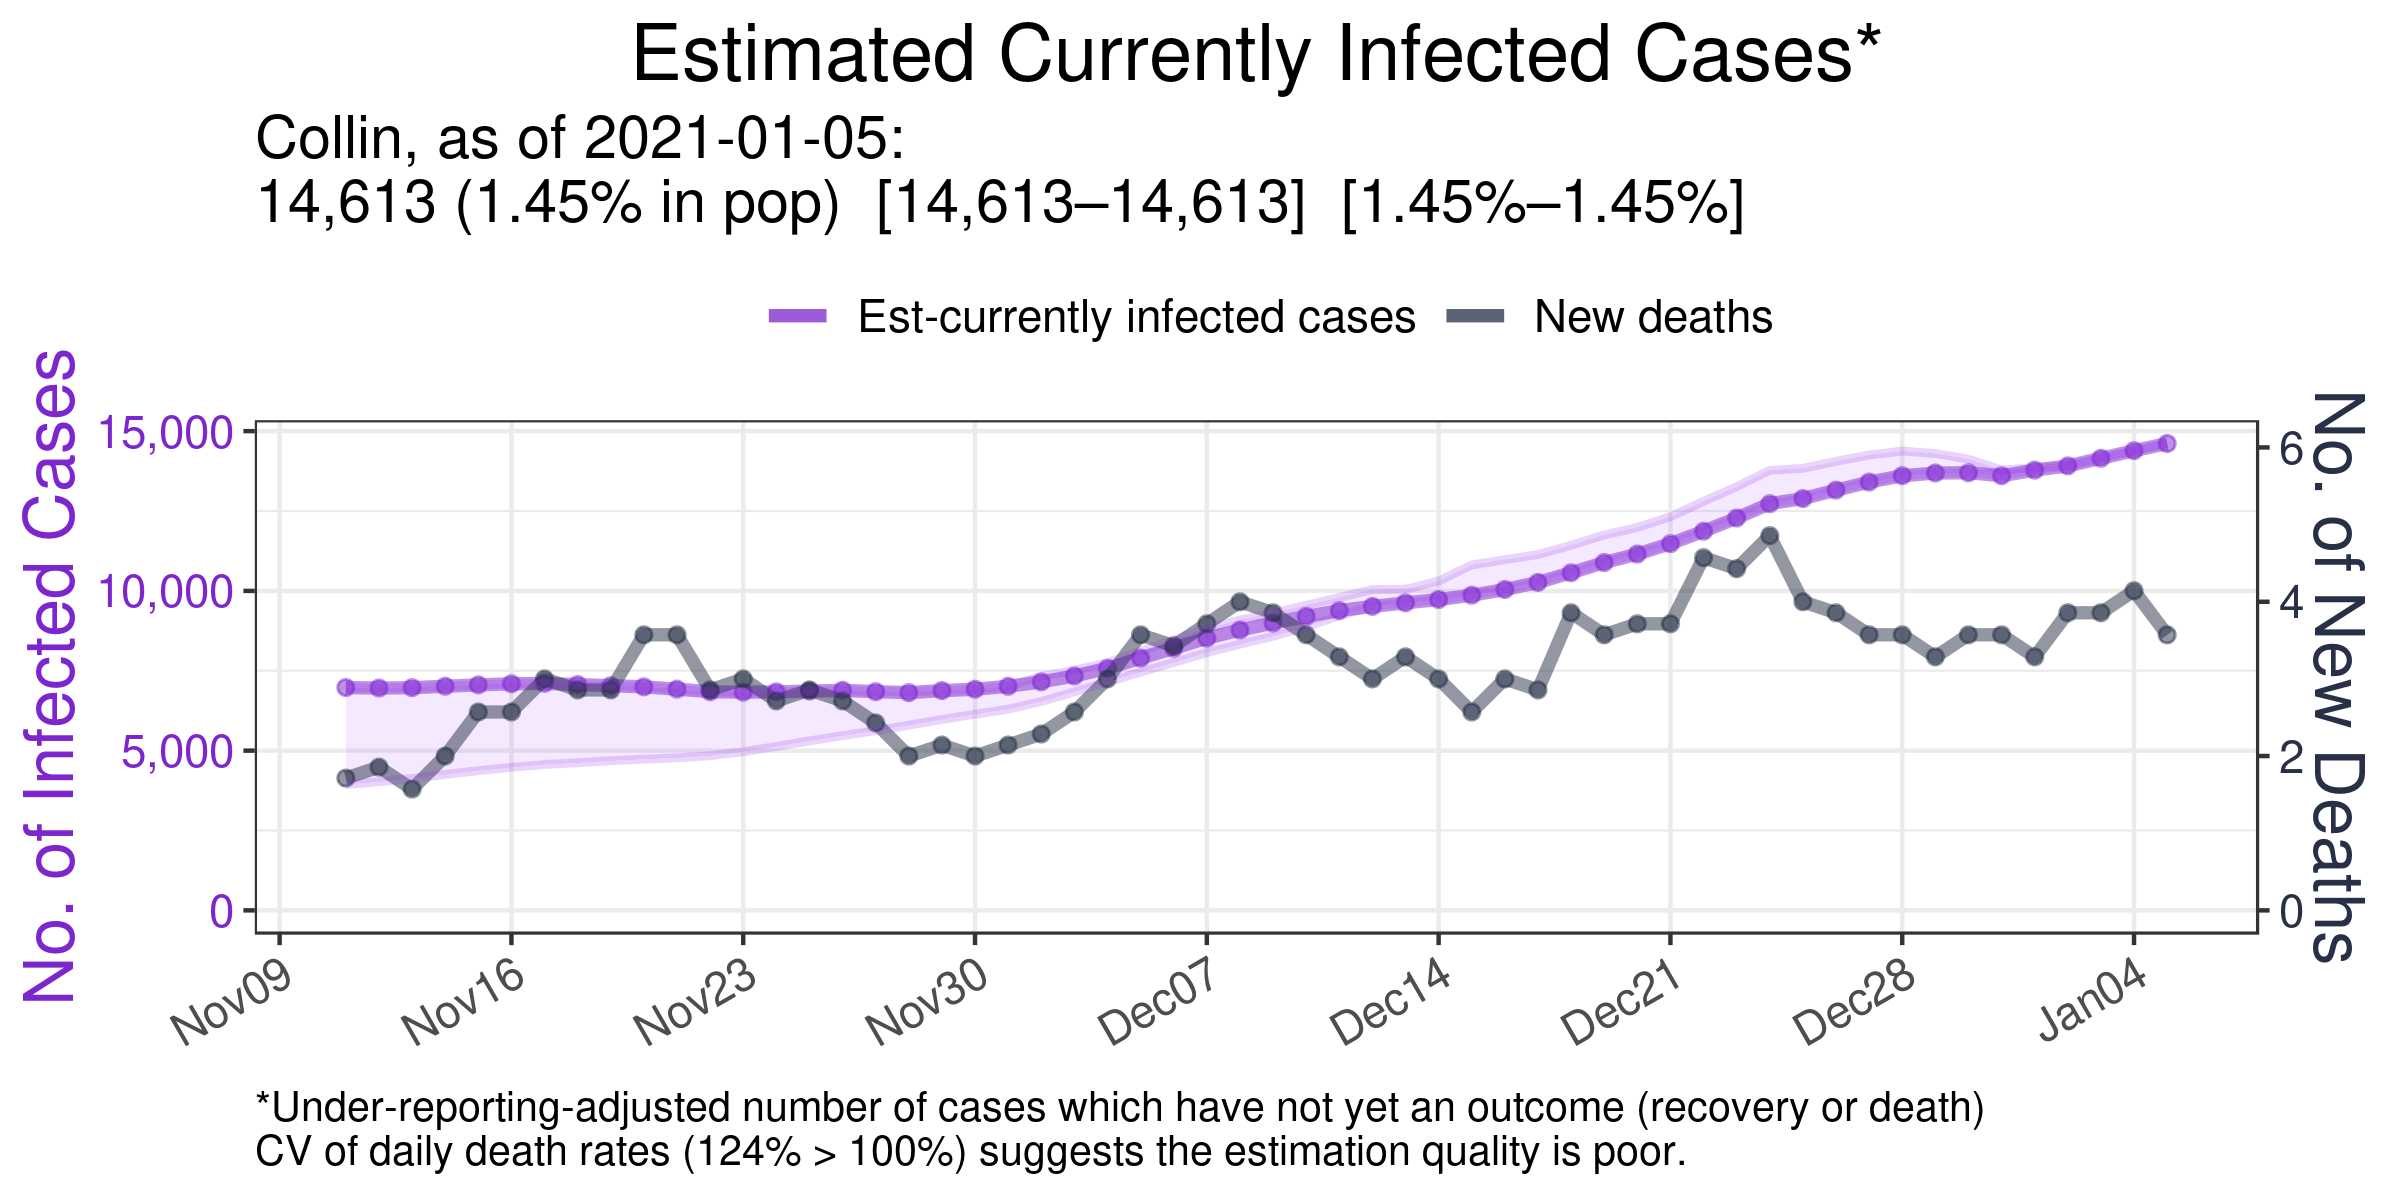 Estimated Currently Infected Cases*
Collin, as of 2021-01-05:
14,613 (1.45% in pop)  [14,613–14,613]  [1.45%–1.45%]
Est-currently infected cases
New deaths
No. of Infected Cases
15,000
10,000
5,000
0
6
4
2
0
No. of New Deaths
Nov09
Nov16
Nov23
Nov30
Dec07
Dec14
Dec21
Dec28
Jan04
*Under-reporting-adjusted number of cases which have not yet an outcome (recovery or death)
CV of daily death rates (124% > 100%) suggests the estimation quality is poor.